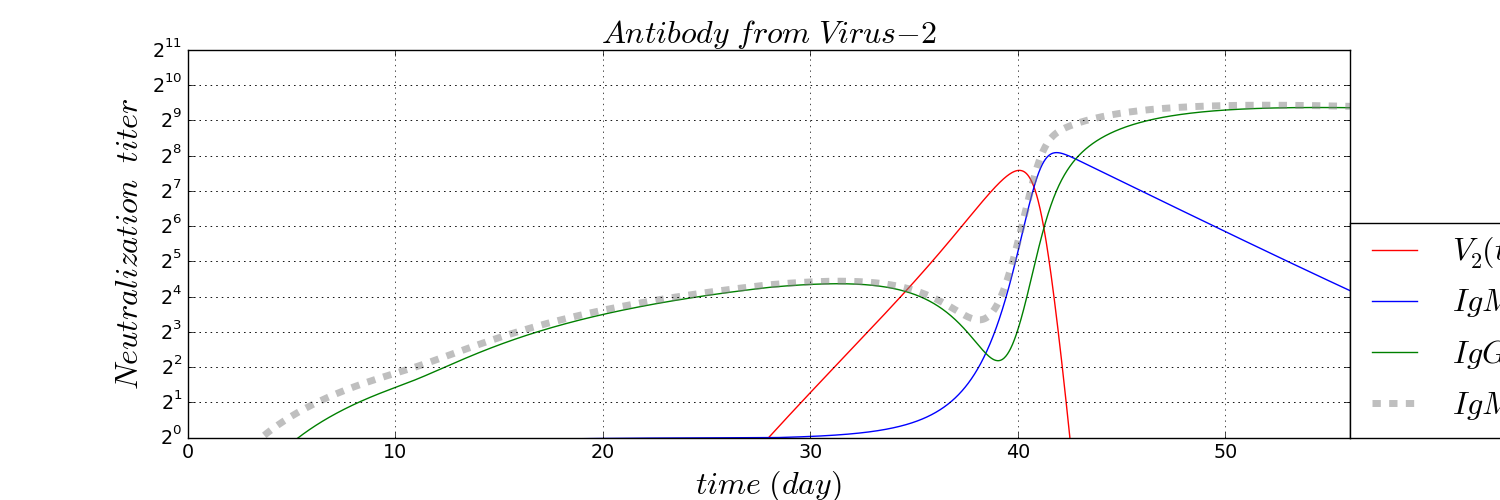 Antibody from Virus−2
Neutralization titer
2^11
2^10
2^9
2^8
2^7
2^6
2^5
2^4
2^3
2^2
2^1
2^0
0 10 20 30 40 50
time (day)
V_2(
IgM
IgG
IgM